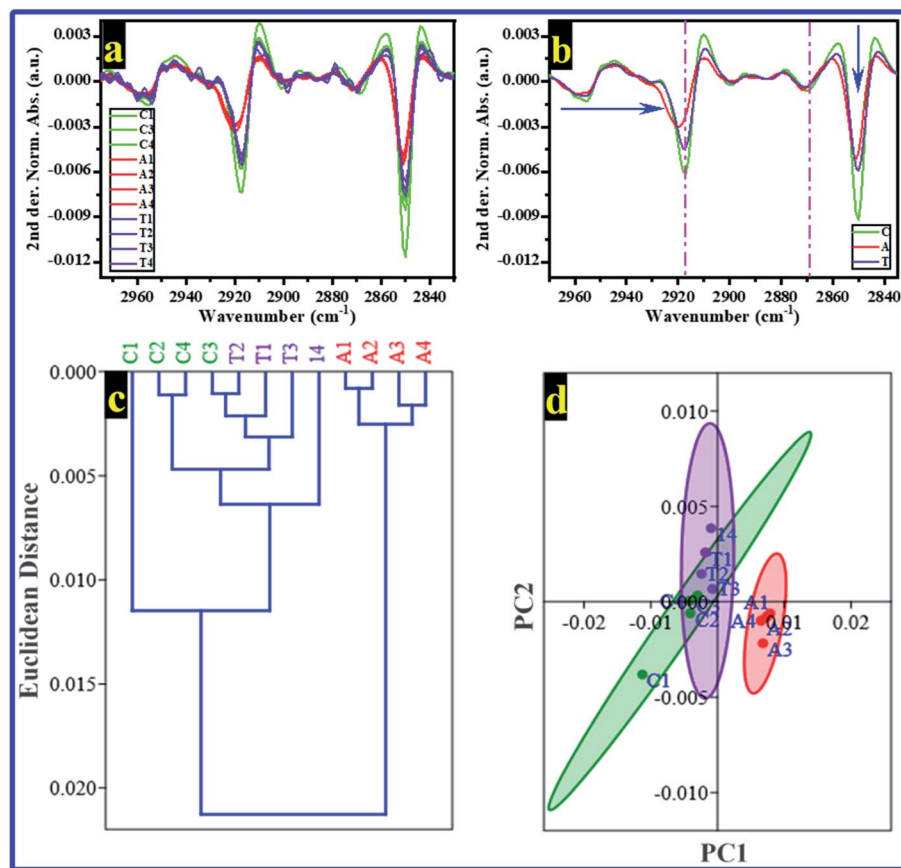 a
2nd der. Norm. Abs. (a.u.)
0.003
0.000
-0.003
-0.006
-0.009
-0.012
C1
C3
C4
A1
A2
A3
A4
T1
T2
T3
T4
2960 2940 2920 2900 2880 2860 2840
Wavenumber (cm-1)
b
2nd der. Norm. Abs. (a.u.)
0.003
0.000
-0.003
-0.006
-0.009
-0.012
C
A
T
2960 2940 2920 2900 2880 2860 2840
Wavenumber (cm-1)
C1 C2 C4 C3 T2 T1 T3 14 A1 A2 A3 A4
c
Euclidean Distance
0.000
0.005
0.010
0.015
0.020
d
PC2
0.010
0.005
0.000
-0.005
-0.010
-0.02 -0.01 0.01 0.02
14
T1
T2
T3
C2
C1
A1
A4
A2
A3
PC1